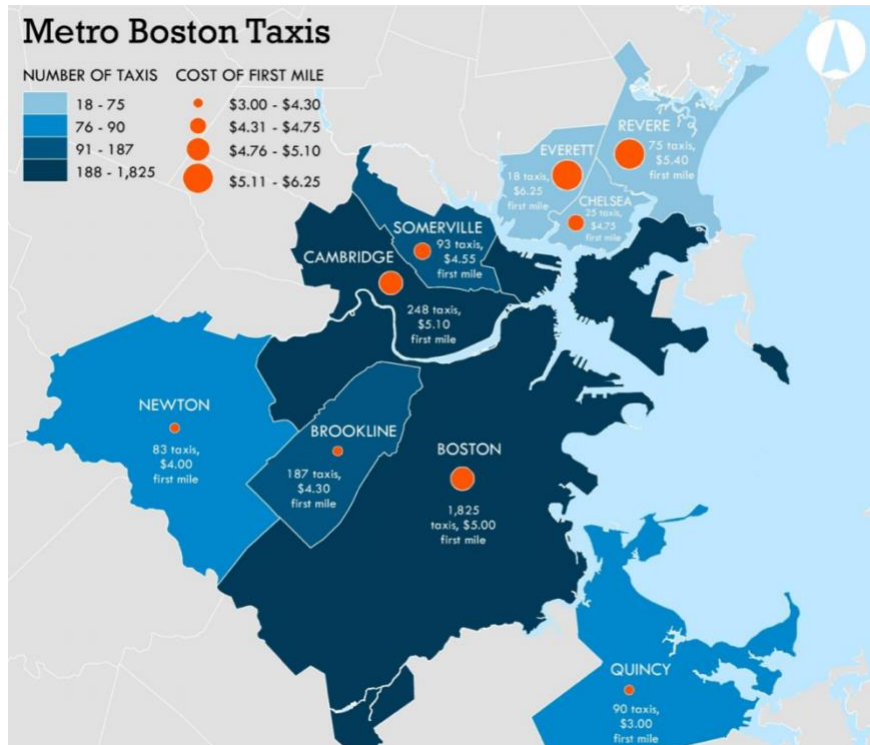 Metro Boston Taxis
NUMBER OF TAXIS
18 - 75
76 - 90
91 - 187
188 - 1,825
COST OF FIRST MILE
$3.00 - $4.30
$4.31 - $4.75
$4.76 - $5.10
$5.11 - $6.25
REVERE
75 taxis,
$5.40
first mile
EVERETT
18 taxis,
$6.25
first mile
CHELSEA
25 taxis,
$4.75
first mile
SOMERVILLE
93 taxis,
$4.55
first mile
CAMBRIDGE
248 taxis,
$5.10
first mile
NEWTON
83 taxis,
$4.00
first mile
BROOKLINE
187 taxis,
$4.30
first mile
BOSTON
1,825
taxis, $5.00
first mile
QUINCY
90 taxis,
$3.00
first mile